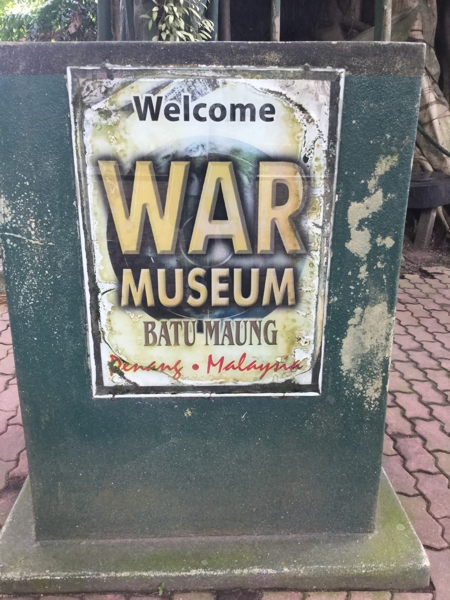 Welcome
WAR
MUSEUM
BATU MAUNG
Penang • Malaysia